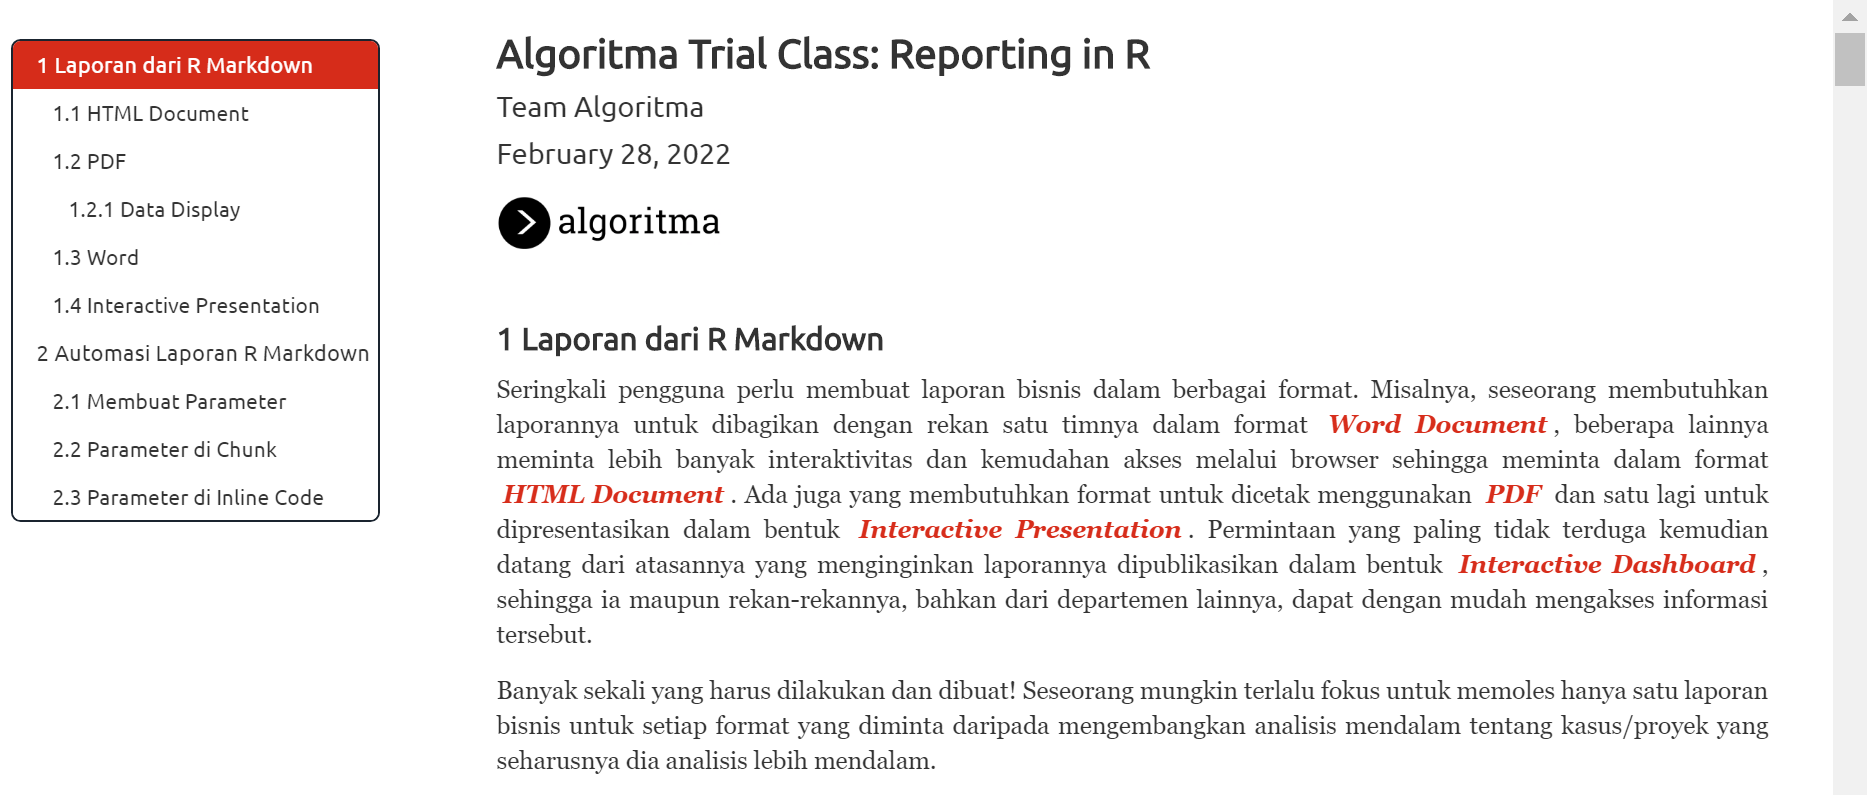 1 Laporan dari R Markdown
1.1 HTML Document
1.2 PDF
1.2.1 Data Display
1.3 Word
1.4 Interactive Presentation
2 Automasi Laporan R Markdown
2.1 Membuat Parameter
2.2 Parameter di Chunk
2.3 Parameter di Inline Code
Algoritma Trial Class: Reporting in R
Team Algoritma
February 28, 2022
algoritma
1 Laporan dari R Markdown
Seringkali pengguna perlu membuat laporan bisnis dalam berbagai format. Misalnya, seseorang membutuhkan
laporannya untuk dibagikan dengan rekan satu timnya dalam format Word Document , beberapa lainnya
meminta lebih banyak interaktivitas dan kemudahan akses melalui browser sehingga meminta dalam format
HTML Document . Ada juga yang membutuhkan format untuk dicetak menggunakan PDF dan satu lagi untuk
dipresentasikan dalam bentuk Interactive Presentation . Permintaan yang paling tidak terduga kemudian
datang dari atasannya yang menginginkan laporannya dipublikasikan dalam bentuk Interactive Dashboard ,
sehingga ia maupun rekan-rekannya, bahkan dari departemen lainnya, dapat dengan mudah mengakses informasi
tersebut.
Banyak sekali yang harus dilakukan dan dibuat! Seseorang mungkin terlalu fokus untuk memoles hanya satu laporan
bisnis untuk setiap format yang diminta daripada mengembangkan analisis mendalam tentang kasus/proyek yang
seharusnya dia analisis lebih mendalam.